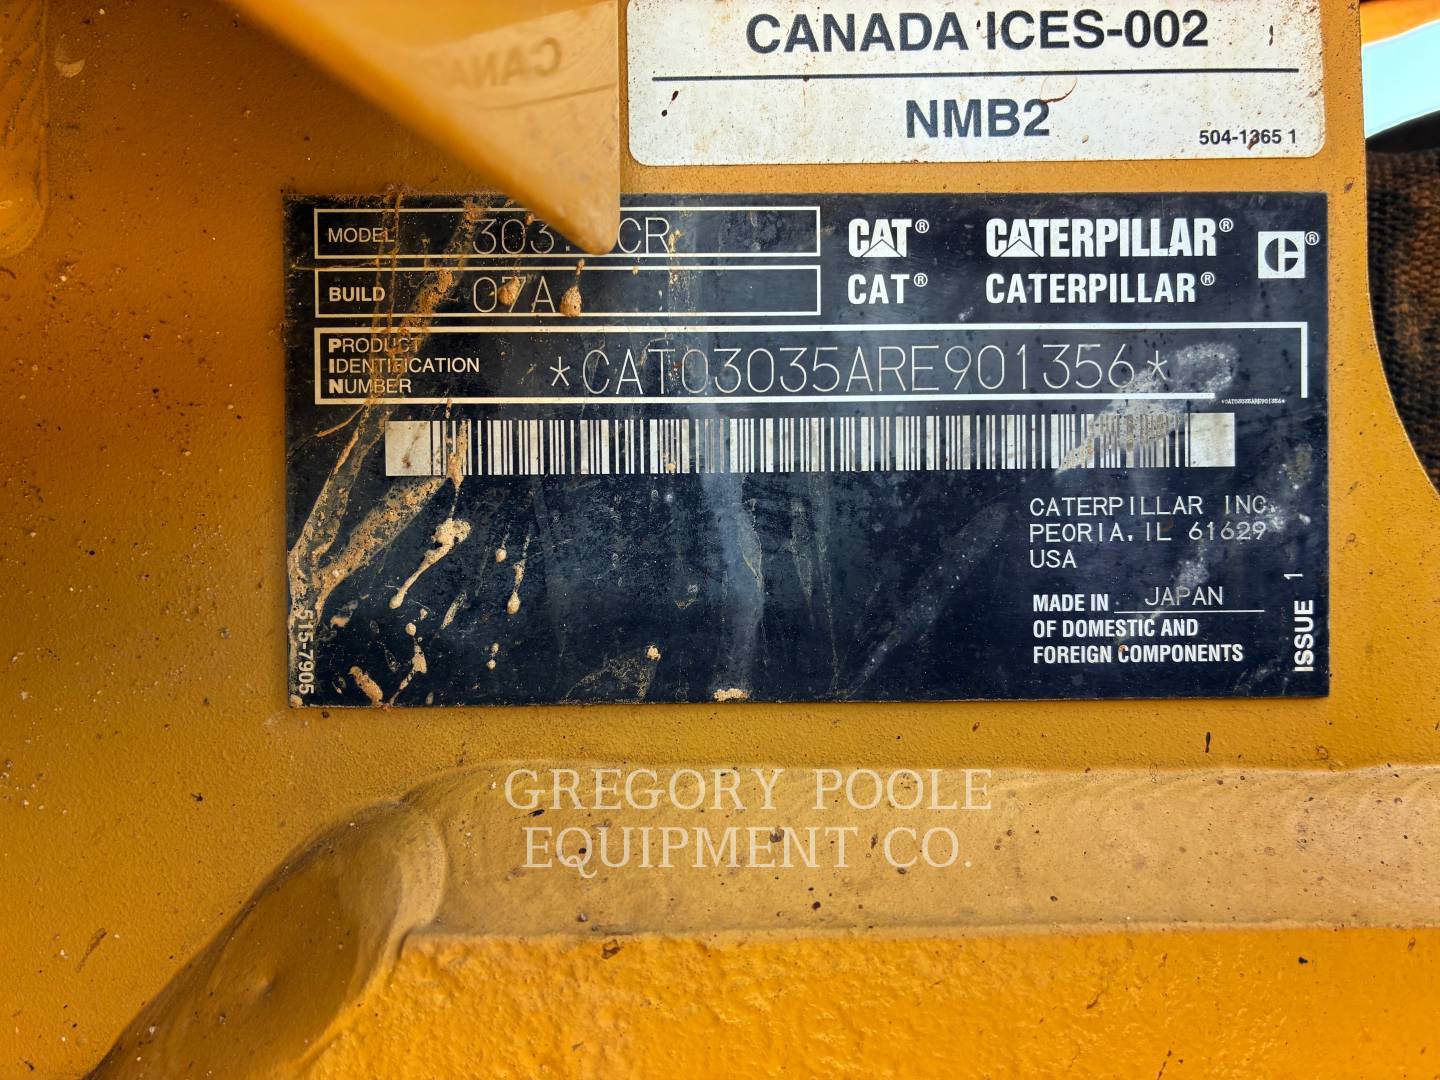 CANADA ICES-002
NMB2
504-1365 1
MODEL
CAT® CATERPILLAR®
BUILD 07A
CAT® CATERPILLAR®
PRODUCT
IDENTIFICATION
NUMBER
*CAT03035ARE901356*
*CAT03035ARE901356*
CATERPILLAR INC.
PEORIA, IL 61629
USA
MADE IN JAPAN
OF DOMESTIC AND
FOREIGN COMPONENTS
ISSUE 1
515-7905
GREGORY POOLE
EQUIPMENT CO.